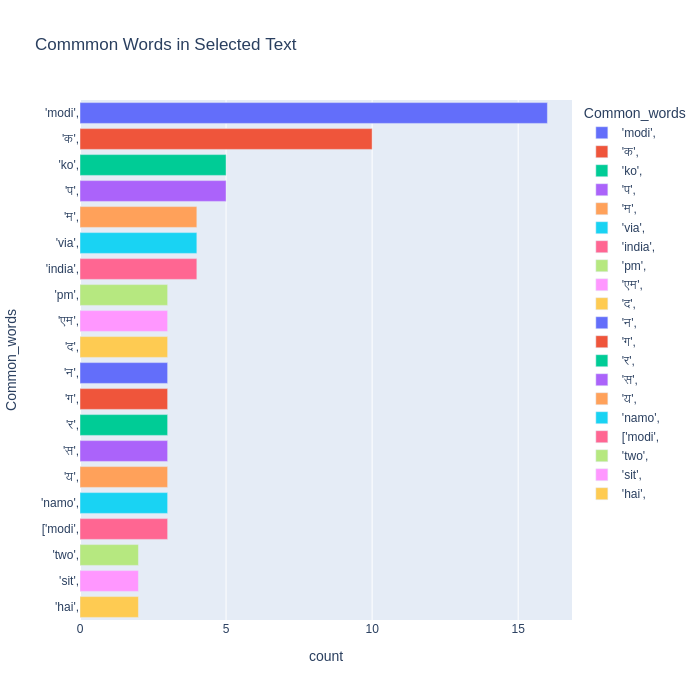 Commmon Words in Selected Text
Common_words
'modi',
'क',
'ko',
'प',
'म',
'via',
'india',
'pm',
'एम',
'द',
'न',
'ग',
'र',
'स',
'य',
'namo',
['modi',
'two',
'sit',
'hai',
0 5 10 15
count
Common_words
'modi',
'क',
'ko',
'प',
'म',
'via',
'india',
'pm',
'एम',
'द',
'न',
'ग',
'र',
'स',
'य',
'namo',
['modi',
'two',
'sit',
'hai',